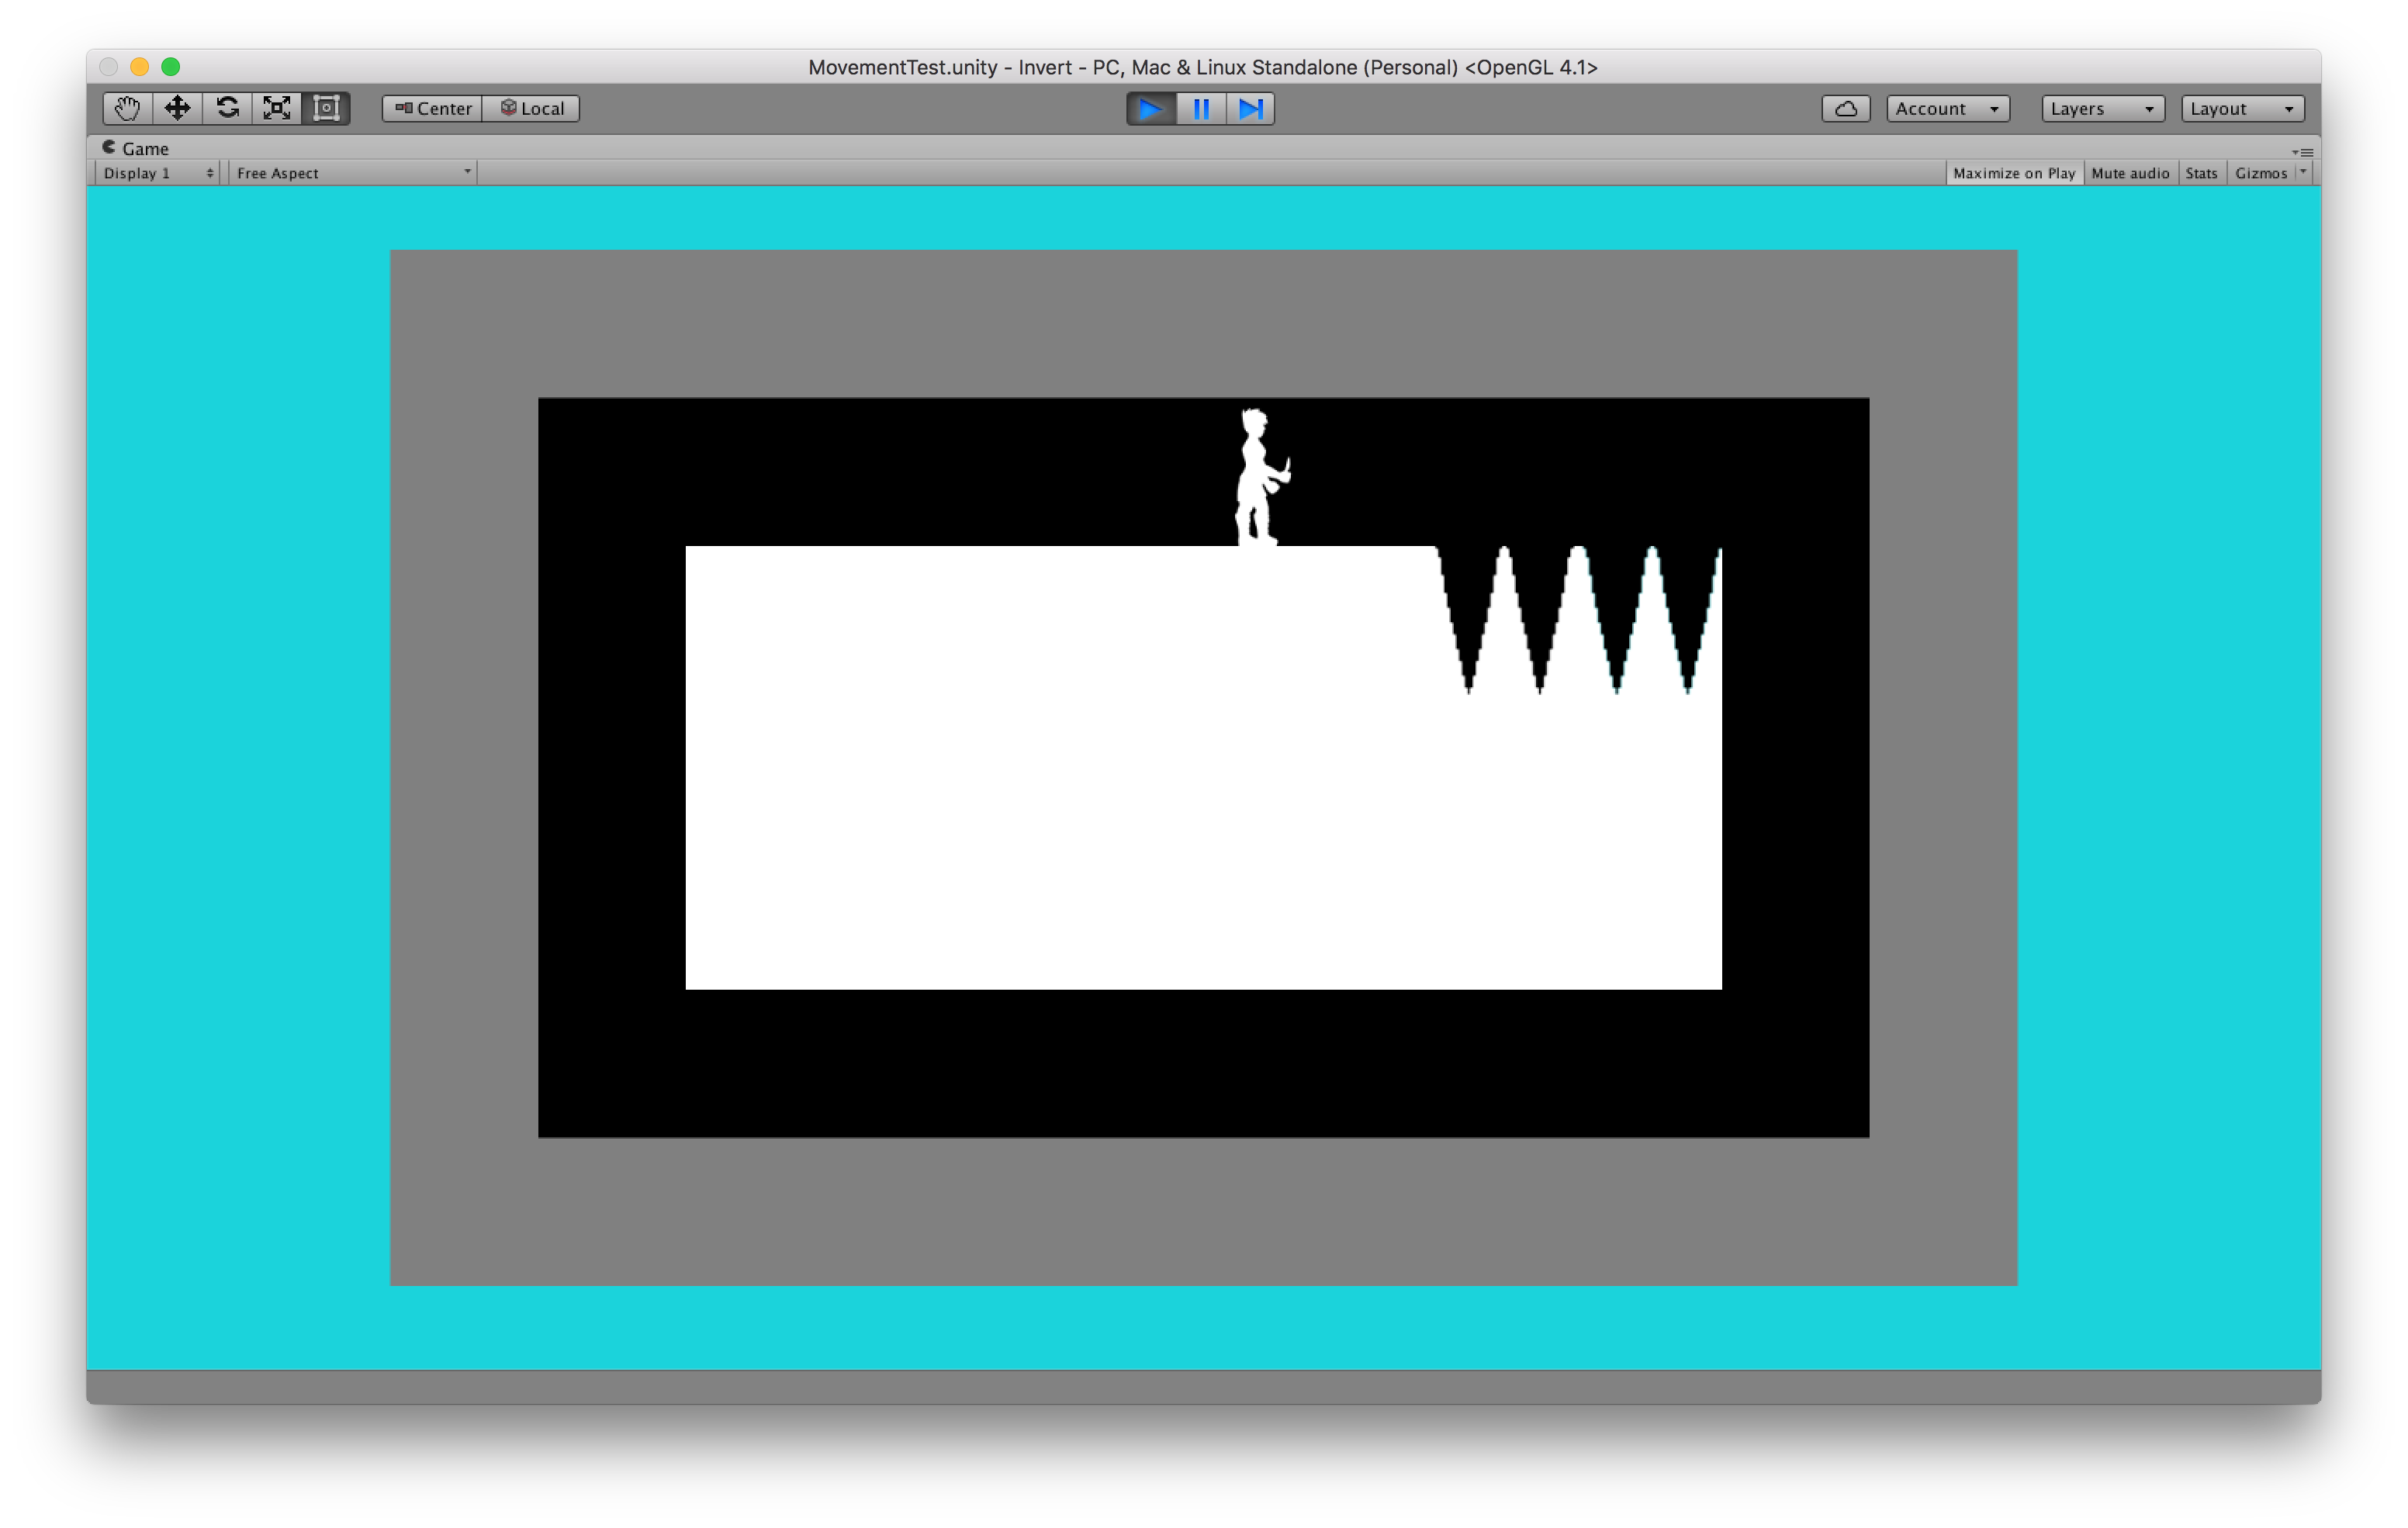 MovementTest.unity - Invert - PC, Mac & Linux Standalone (Personal) <OpenGL 4.1>
Center Local Account Layers Layout
Game
Display 1 Free Aspect Maximize on Play Mute audio Stats Gizmos